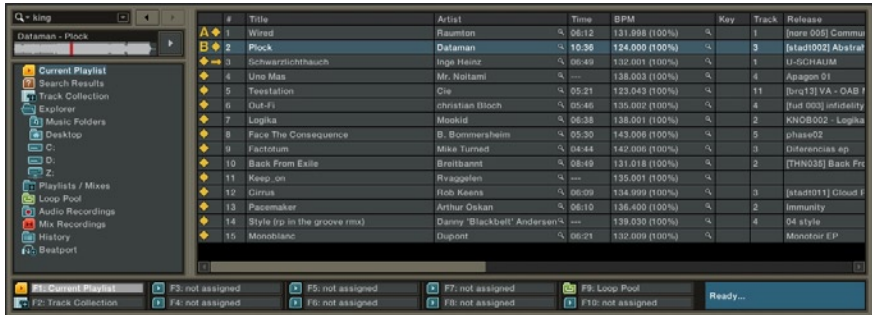 king
Dataman - Plock
Current Playlist
Search Results
Track Collection
Explorer
Music Folders
Desktop
C:
D:
Z:
Playlists / Mixes
Loop Pool
Audio Recordings
Mix Recordings
History
Beatport
# Title Artist Time BPM Key Track Release
A 1 Wired Raumton 06:12 131.998 (100%) 1 [nore 005] Commu
B 2 Plock Dataman 10:36 124.000 (100%) 3 [stadt002] Abstral
3 Schwarzlichthauch Inge Heinz 06:49 132.001 (100%) 1 U-SCHAUM
4 Uno Mas Mr. Noitami --- 138.003 (100%) 4 Apagon 01
5 Teestation Cie 05:21 123.043 (100%) 11 [brq13] VA - OAB
6 Out-Fi christian Bloch 05:46 135.002 (100%) 4 [fud 003] infidelity
7 Logika Mookid 06:38 138.001 (100%) 2 KNOB002 - Logika
8 Face The Consequence B. Bommersheim 05:30 143.006 (100%) 5 phase02
9 Factotum Mike Turned 04:44 142.006 (100%) 3 Diferencias ep
10 Back From Exile Breitbannt 08:49 131.018 (100%) 2 [THN035] Back Fro
11 Keep_on Rvaggelen --- 135.001 (100%)
12 Cirrus Rob Keens 06:09 134.999 (100%) 3 [stadt011] Cloud
13 Pacemaker Arthur Oskan 06:10 136.400 (100%) 2 Immunity
14 Style (rp in the groove rmx) Danny 'Blackbelt' Andersen --- 139.030 (100%) 4 04 style
15 Monoblanc Dupont 06:21 132.009 (100%) Monotoir EP
F1: Current Playlist F3: not assigned F5: not assigned F7: not assigned F9: Loop Pool
F2: Track Collection F4: not assigned F6: not assigned F8: not assigned F10: not assigned
Ready...